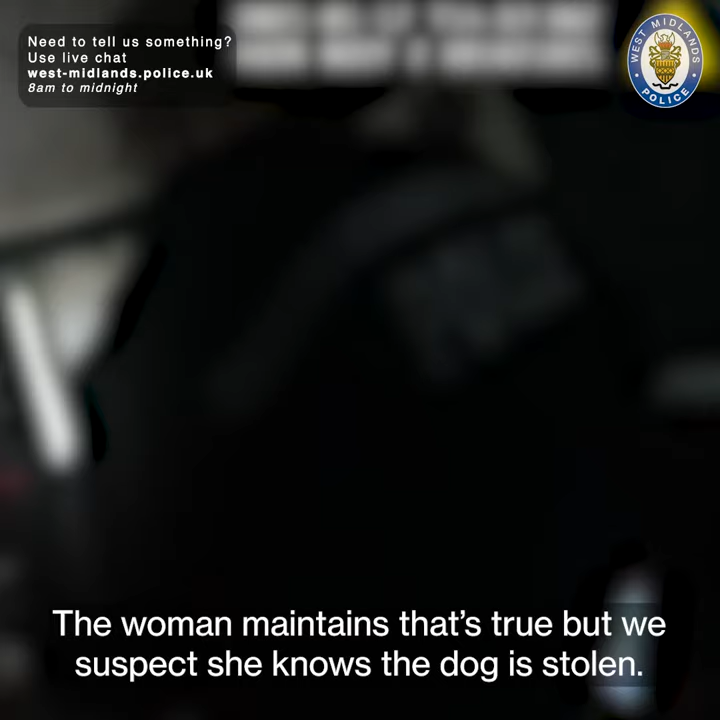 Need to tell us something?
Use live chat
west-midlands.police.uk
8am to midnight
WEST MIDLANDS
POLICE
The woman maintains that's true but we
suspect she knows the dog is stolen.